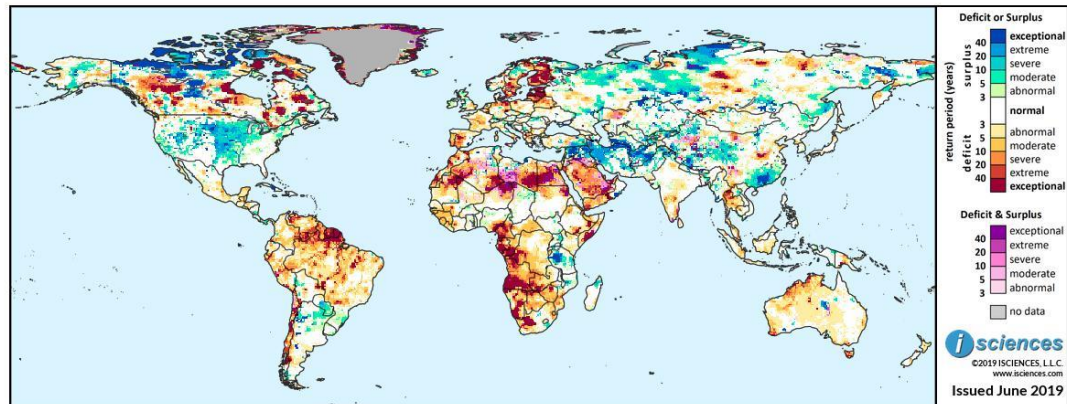 Deficit or Surplus
40
20
10
5
3
exceptional
extreme
severe
moderate
abnormal
normal
3
5
10
20
40
abnormal
moderate
severe
extreme
exceptional
return period (years)
surplus
deficit
Deficit & Surplus
40
20
10
5
3
exceptional
extreme
severe
moderate
abnormal
no data
i sciences
©2019 ISCIENCES, L.L.C.
www.isciences.com
Issued June 2019